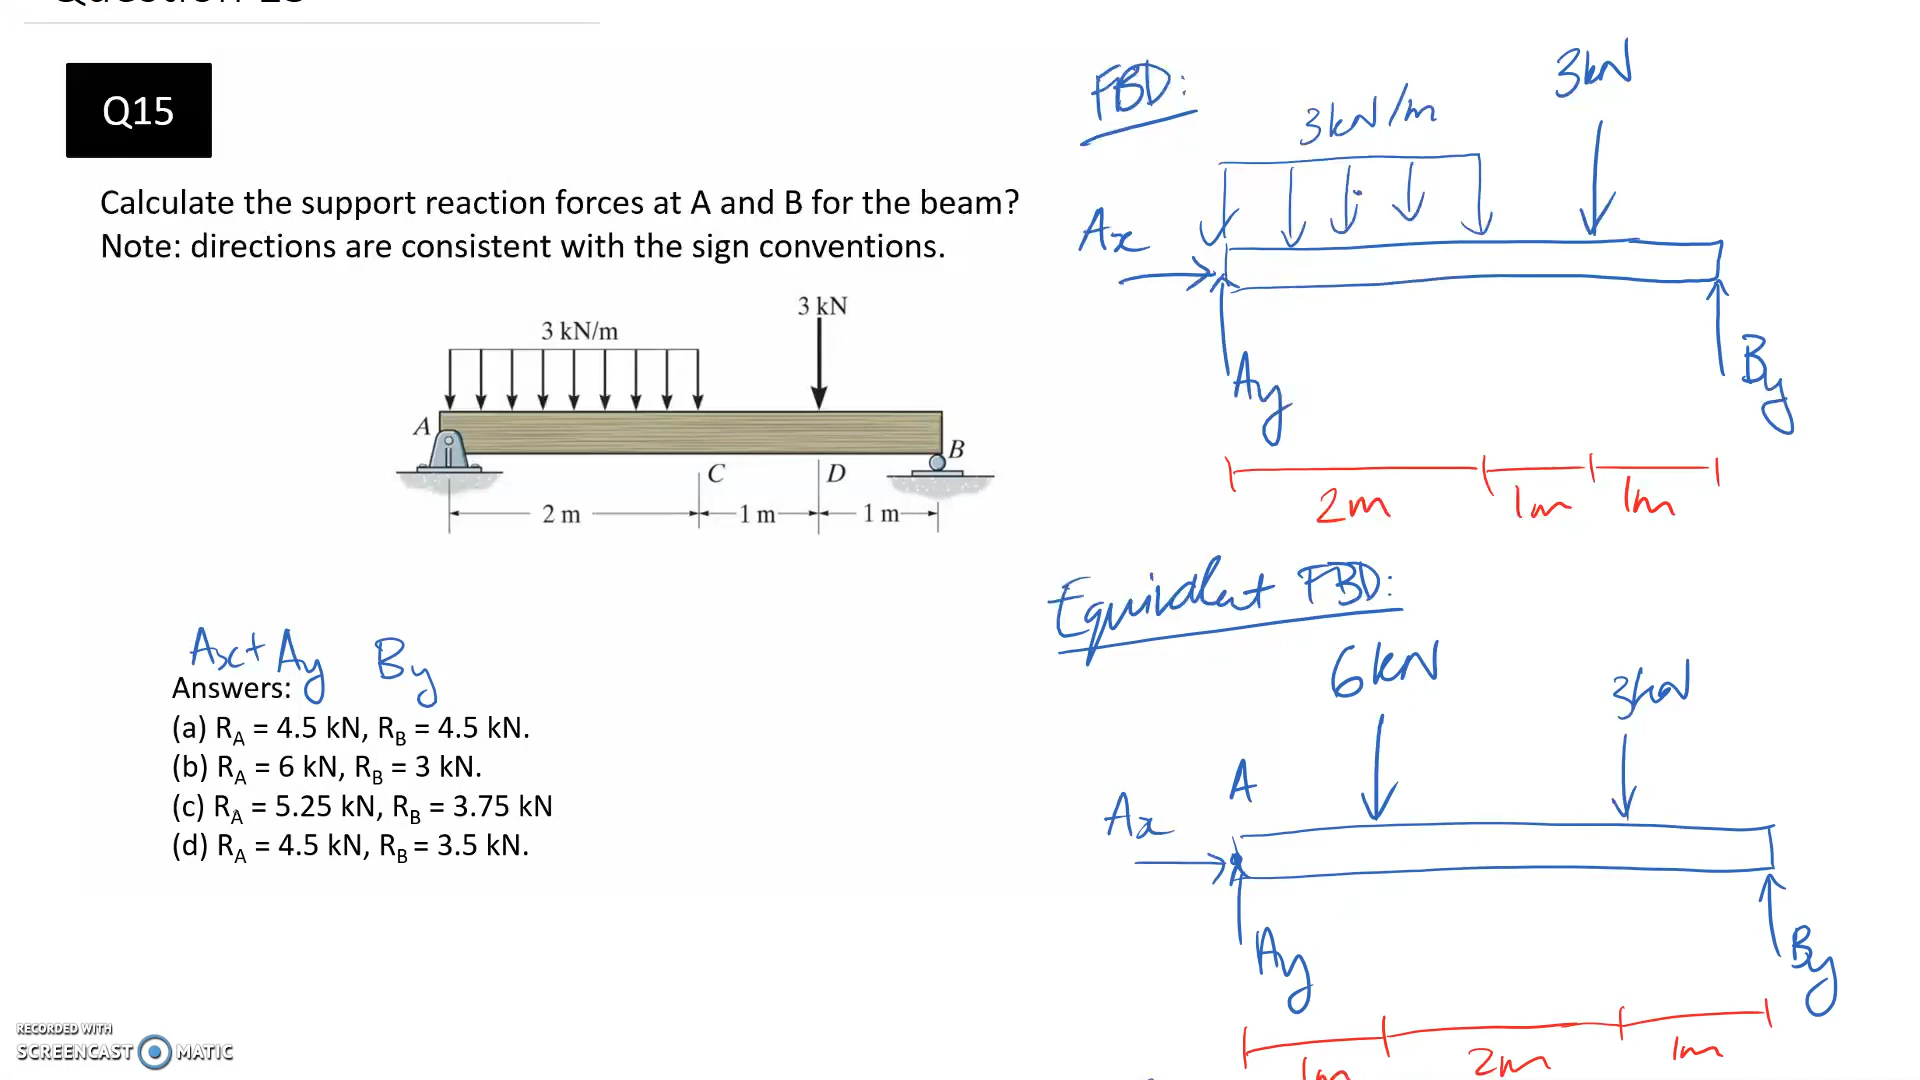 Q15
Calculate the support reaction forces at A and B for the beam?
Note: directions are consistent with the sign conventions.
3 kN/m
3 kN
A
B
C
D
2 m
1 m
1 m
Ax+ Ay By
Answers:
(a) RA = 4.5 kN, RB = 4.5 kN.
(b) RA = 6 kN, RB = 3 kN.
(c) RA = 5.25 kN, RB = 3.75 kN
(d) RA = 4.5 kN, RB = 3.5 kN.
FBD:
3kN/m
3kN
Ax
Ay
By
2m
1m
1m
Equivalent FBD:
6kN
3kN
A
Ax
Ay
By
1m
2m
1m
RECORDED WITH
SCREENCAST MATIC